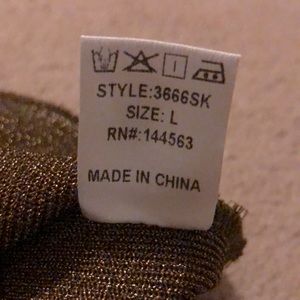 STYLE:3666SK
SIZE: L
RN#: 144563
MADE IN CHINA